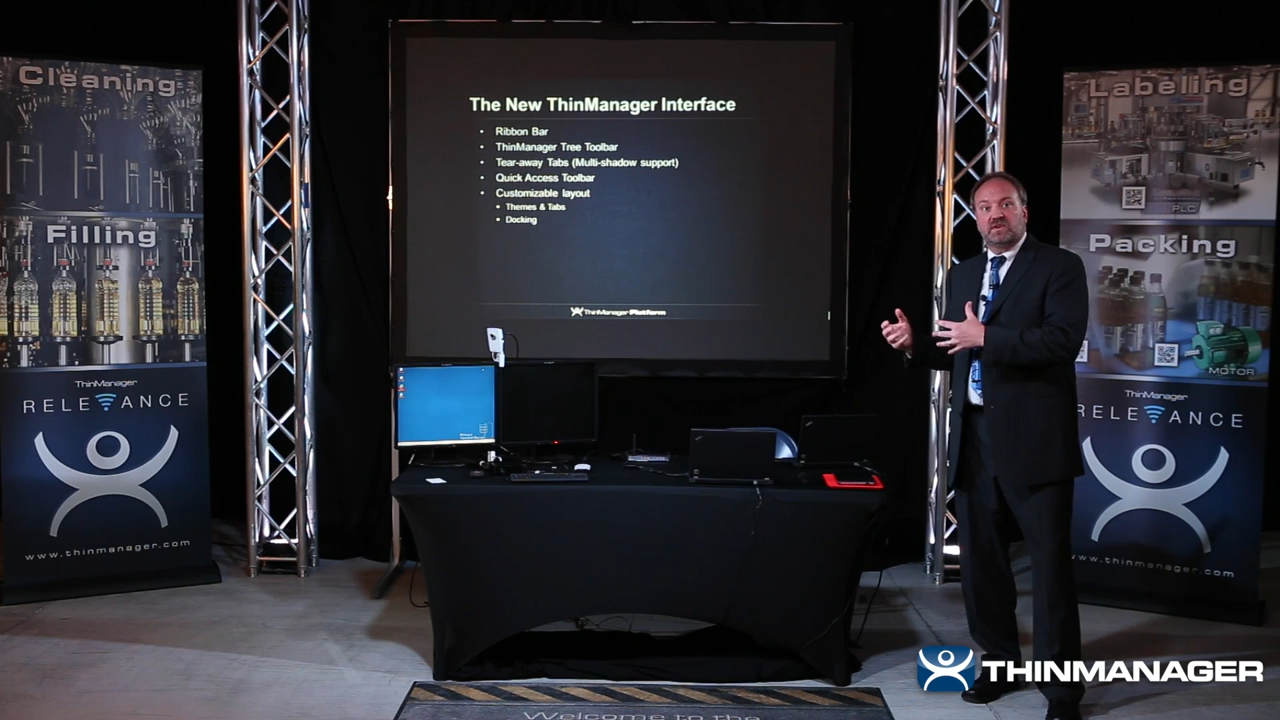 Cleaning
Filling
ThinManager
RELEVANCE
www.thinmanager.com
The New ThinManager Interface
• Ribbon Bar
• ThinManager Tree Toolbar
• Tear-away Tabs (Multi-shadow support)
• Quick Access Toolbar
• Customizable layout
• Themes & Tabs
• Docking
ThinManager Platform
Labeling
PLC
Packing
MOTOR
ThinManager
RELEVANCE
www.thinmanager.com
THINMANAGER
Welcome to the